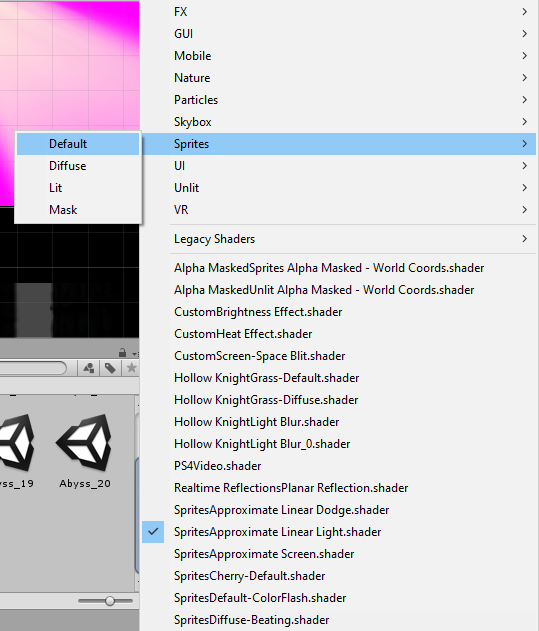 FX
GUI
Mobile
Nature
Particles
Skybox
Sprites
UI
Unlit
VR
Default
Diffuse
Lit
Mask
Legacy Shaders
Alpha MaskedSprites Alpha Masked - World Coords.shader
Alpha MaskedUnlit Alpha Masked - World Coords.shader
CustomBrightness Effect.shader
CustomHeat Effect.shader
CustomScreen-Space Blit.shader
Hollow KnightGrass-Default.shader
Hollow KnightGrass-Diffuse.shader
Hollow KnightLight Blur.shader
Hollow KnightLight Blur_0.shader
PS4Video.shader
Realtime ReflectionsPlanar Reflection.shader
SpritesApproximate Linear Dodge.shader
SpritesApproximate Linear Light.shader
SpritesApproximate Screen.shader
SpritesCherry-Default.shader
SpritesDefault-ColorFlash.shader
SpritesDiffuse-Beating.shader
ss_19
Abyss_20